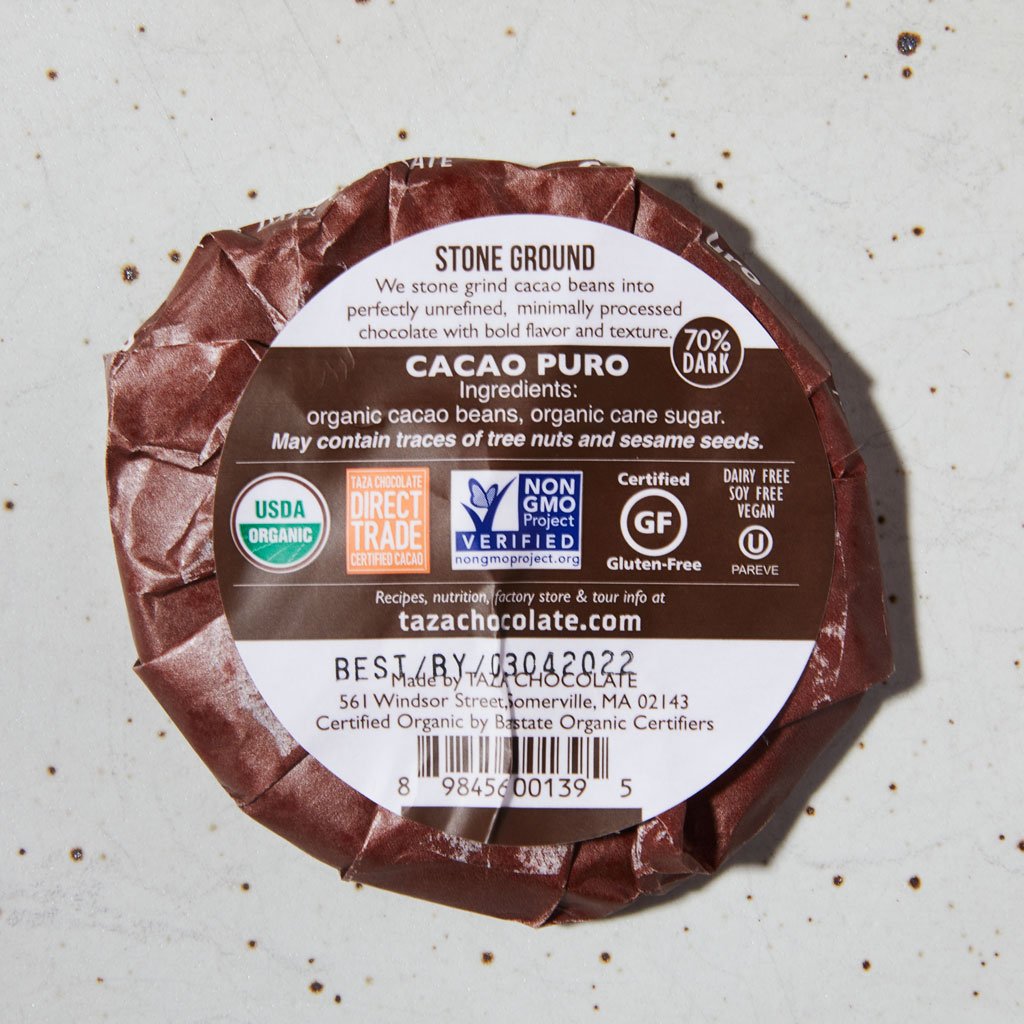 ATE
uro
STONE GROUND
We stone grind cacao beans into
perfectly unrefined, minimally processed
chocolate with bold flavor and texture.
70%
DARK
CACAO PURO
Ingredients:
organic cacao beans, organic cane sugar.
May contain traces of tree nuts and sesame seeds.
USDA
ORGANIC
TAZA CHOCOLATE
DIRECT
TRADE
CERTIFIED CACAO
NON
GMO
Project
VERIFIED
nongmoproject.org
Certified
GF
Gluten-Free
DAIRY FREE
SOY FREE
VEGAN
U
PAREVE
Recipes, nutrition, factory store & tour info at
tazachocolate.com
BEST/BY/03042022
Made by TAZA CHOCOLATE
561 Windsor Street, Somerville, MA 02143
Certified Organic by Baystate Organic Certifiers
8 9845600139 5